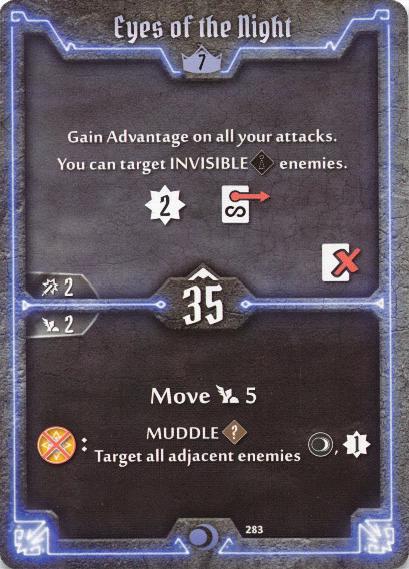 Eyes of the Night
7
Gain Advantage on all your attacks.
You can target INVISIBLE enemies.
2
2
35
2
Move 5
: MUDDLE
Target all adjacent enemies , 1
283